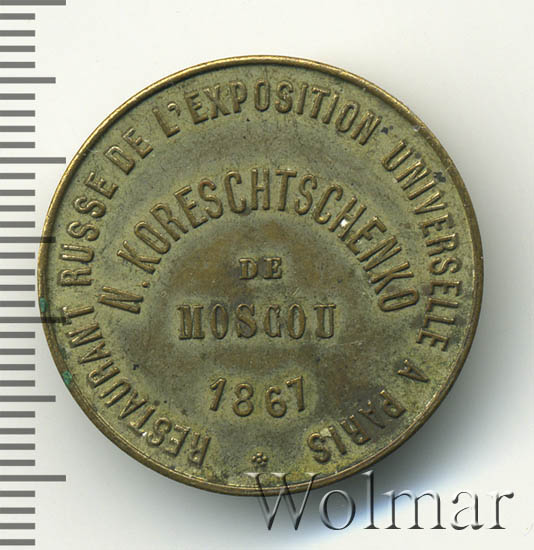 RESTAURANT RUSSE DE L'EXPOSITION UNIVERSELLE A PARIS
N. KORESCHTSCHENKO
DE
MOSCOU
1867
Wolmar